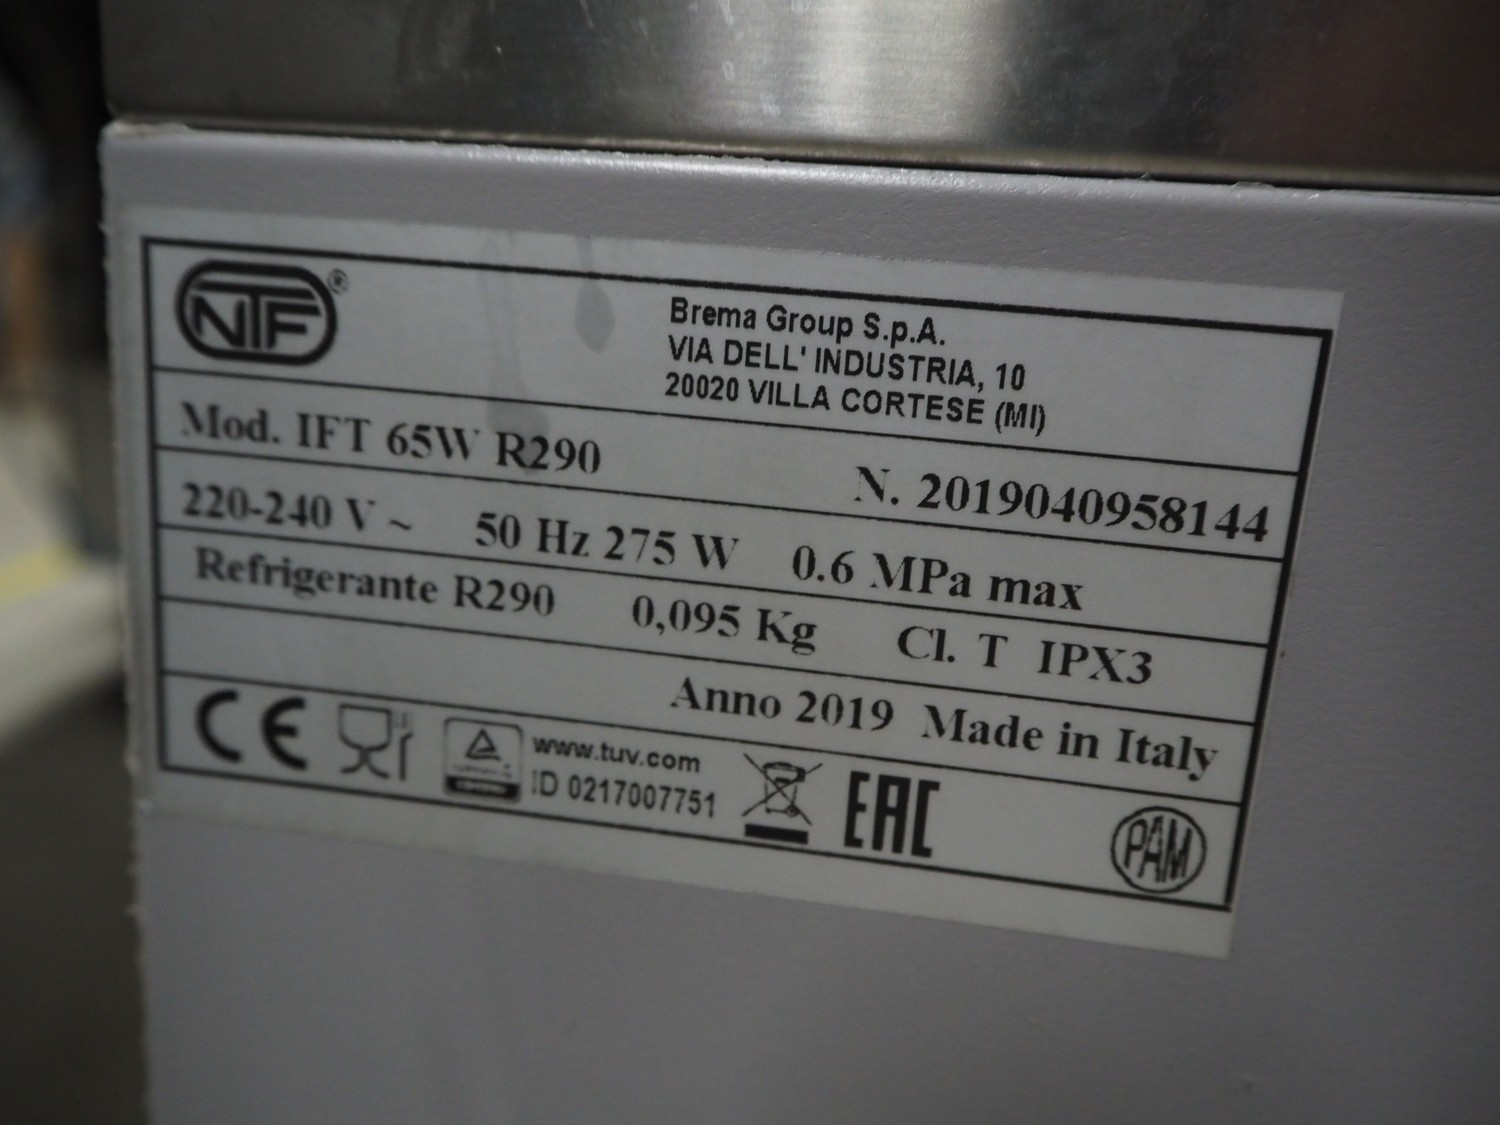 NTF®
Brema Group S.p.A.
VIA DELL' INDUSTRIA, 10
20020 VILLA CORTESE (MI)
Mod. IFT 65W R290 N. 2019040958144
220-240 V ~ 50 Hz 275 W 0.6 MPa max
Refrigerante R290 0,095 Kg Cl. T IPX3
Anno 2019 Made in Italy
CE
www.tuv.com
ID 0217007751
EAC
PAM